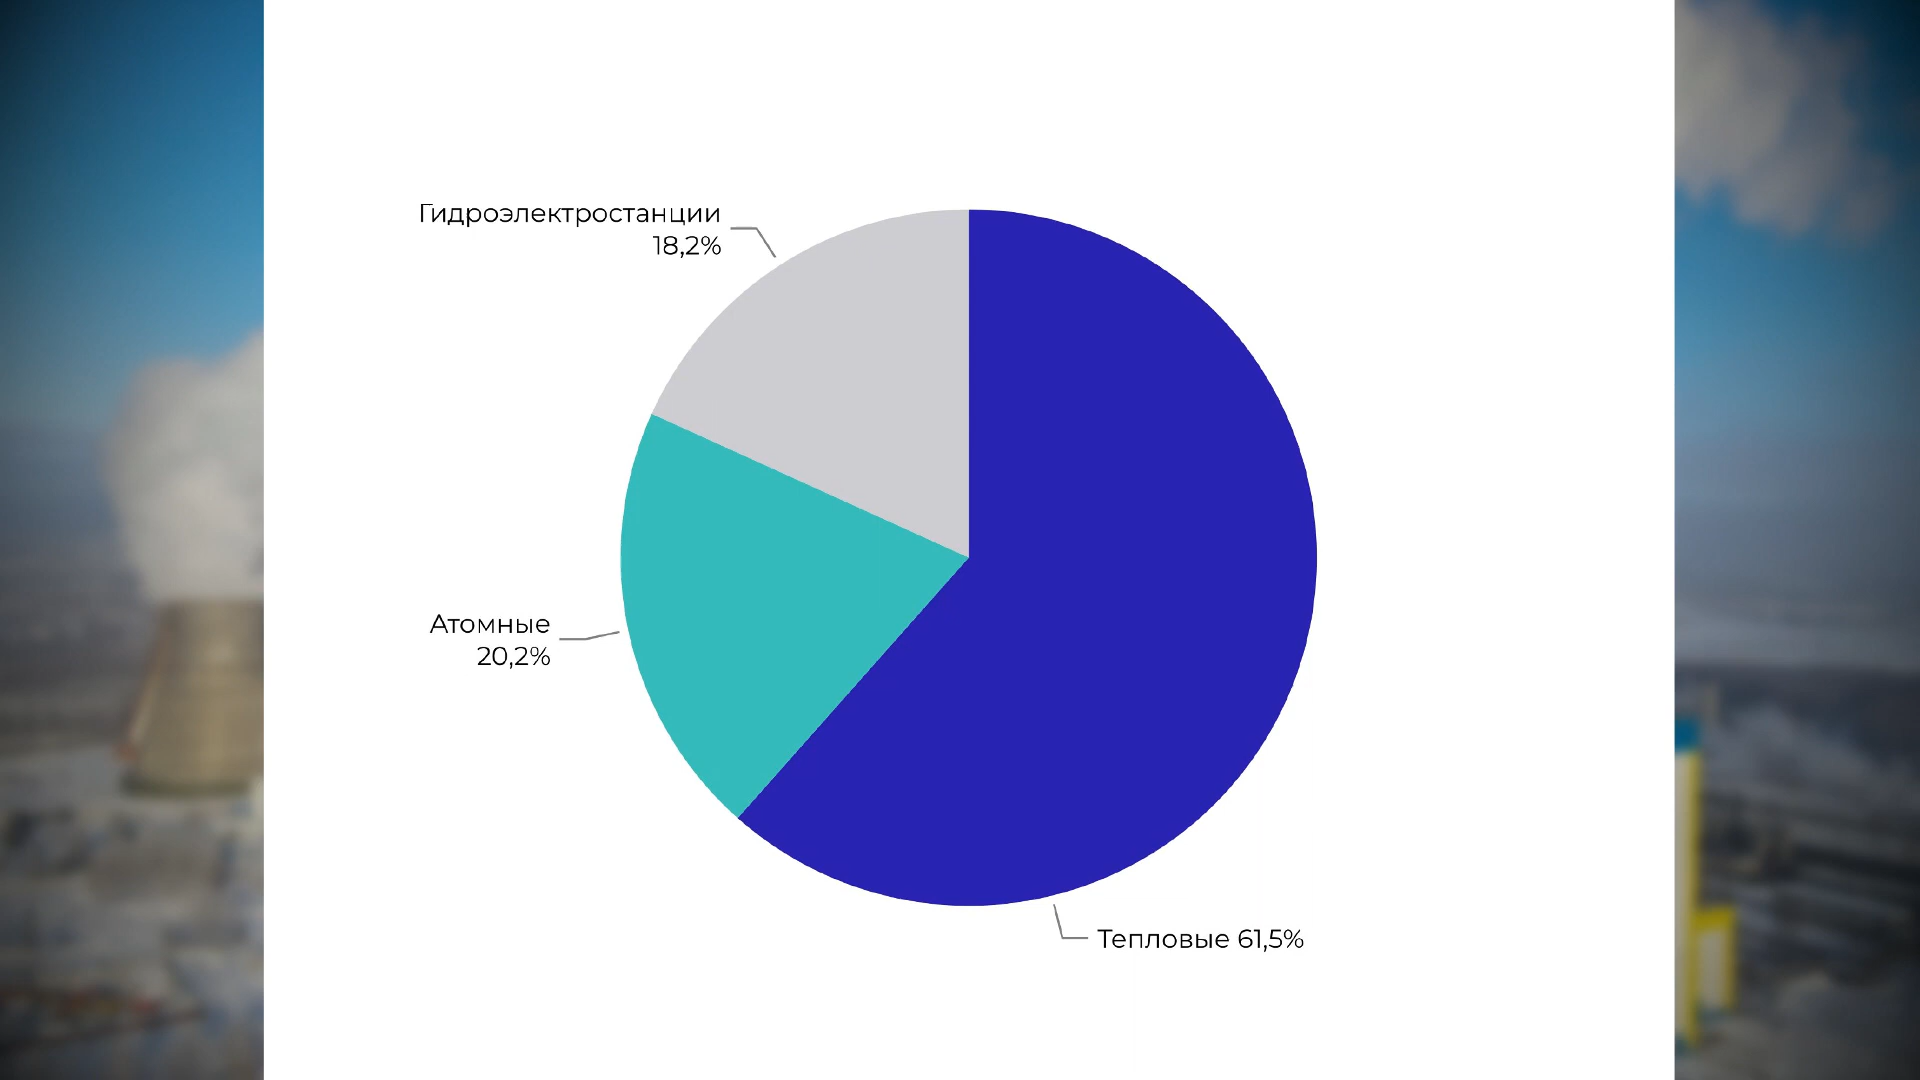 Гидроэлектростанции
18,2%
Атомные
20,2%
Тепловые 61,5%